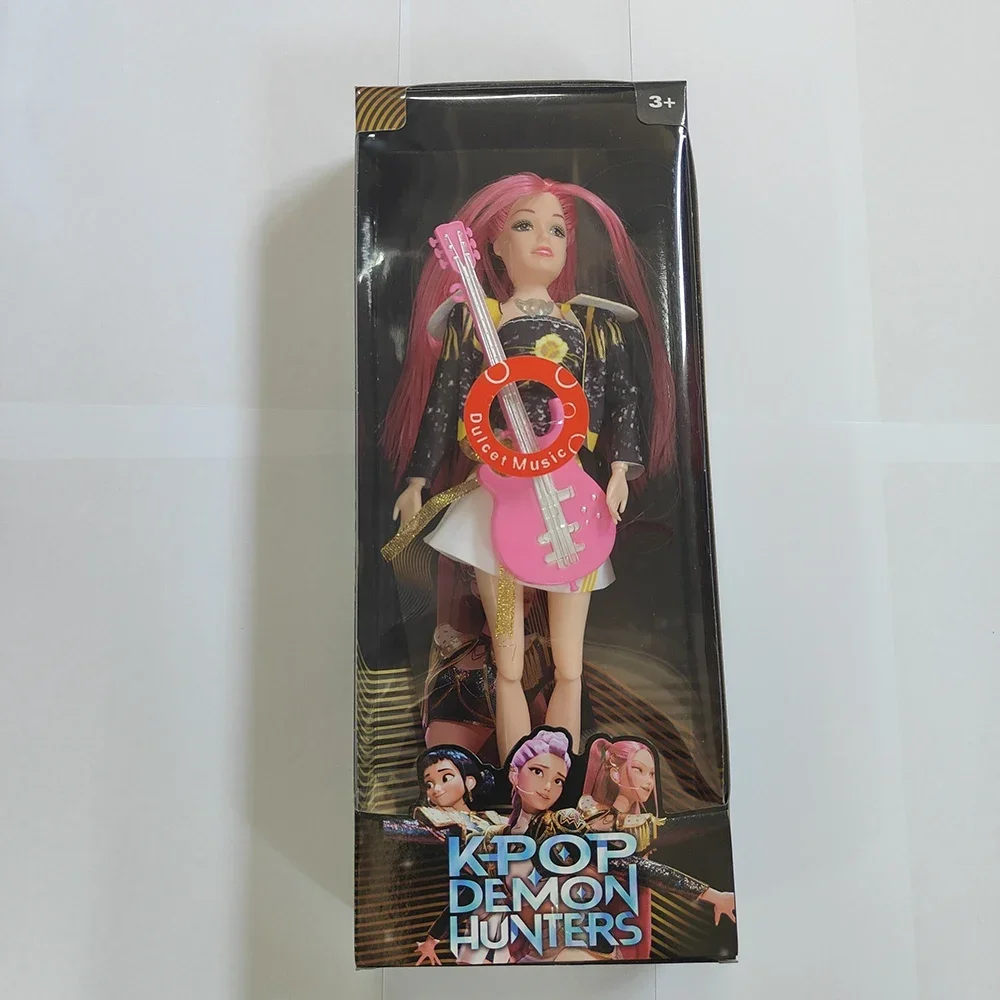 3+
Dulcet Music
K-POP
DEMON
HUNTERS